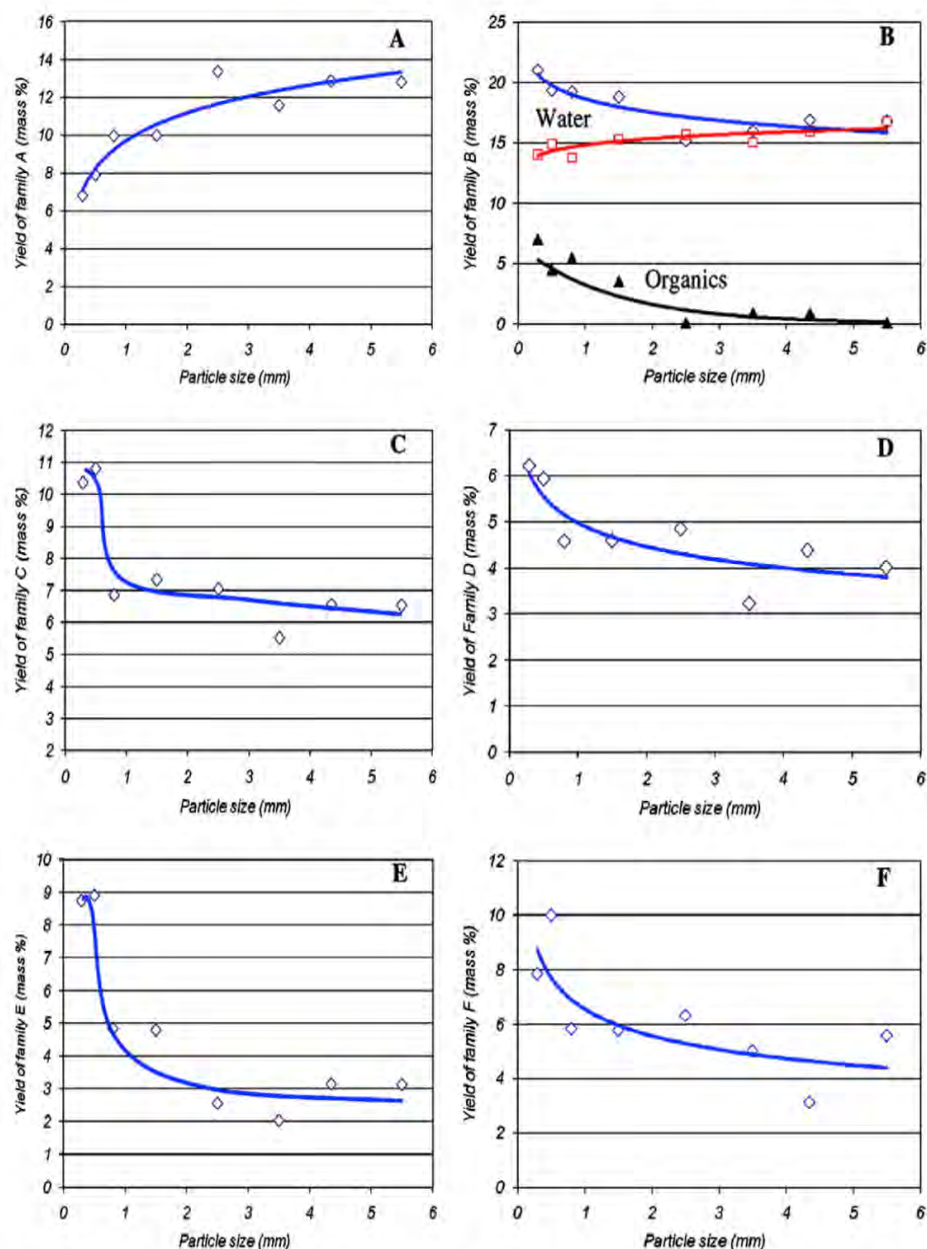 A
Yield of family A (mass %)
16
14
12
10
8
6
4
2
0
0 1 2 3 4 5 6
Particle size (mm)
B
Yield of family B (mass %)
25
20
15
10
5
0
Water
Organics
0 1 2 3 4 5 6
Particle size (mm)
C
Yield of family C (mass %)
12
11
10
9
8
7
6
5
4
3
2
0 1 2 3 4 5 6
Particle size (mm)
D
Yield of Family D (mass %)
7
6
5
4
3
2
1
0
0 1 2 3 4 5 6
Particle size (mm)
E
Yield of family E (mass %)
10
9
8
7
6
5
4
3
2
1
0
0 1 2 3 4 5 6
Particle size (mm)
F
Yield of family F (mass %)
12
10
8
6
4
2
0
0 1 2 3 4 5 6
Particle size (mm)